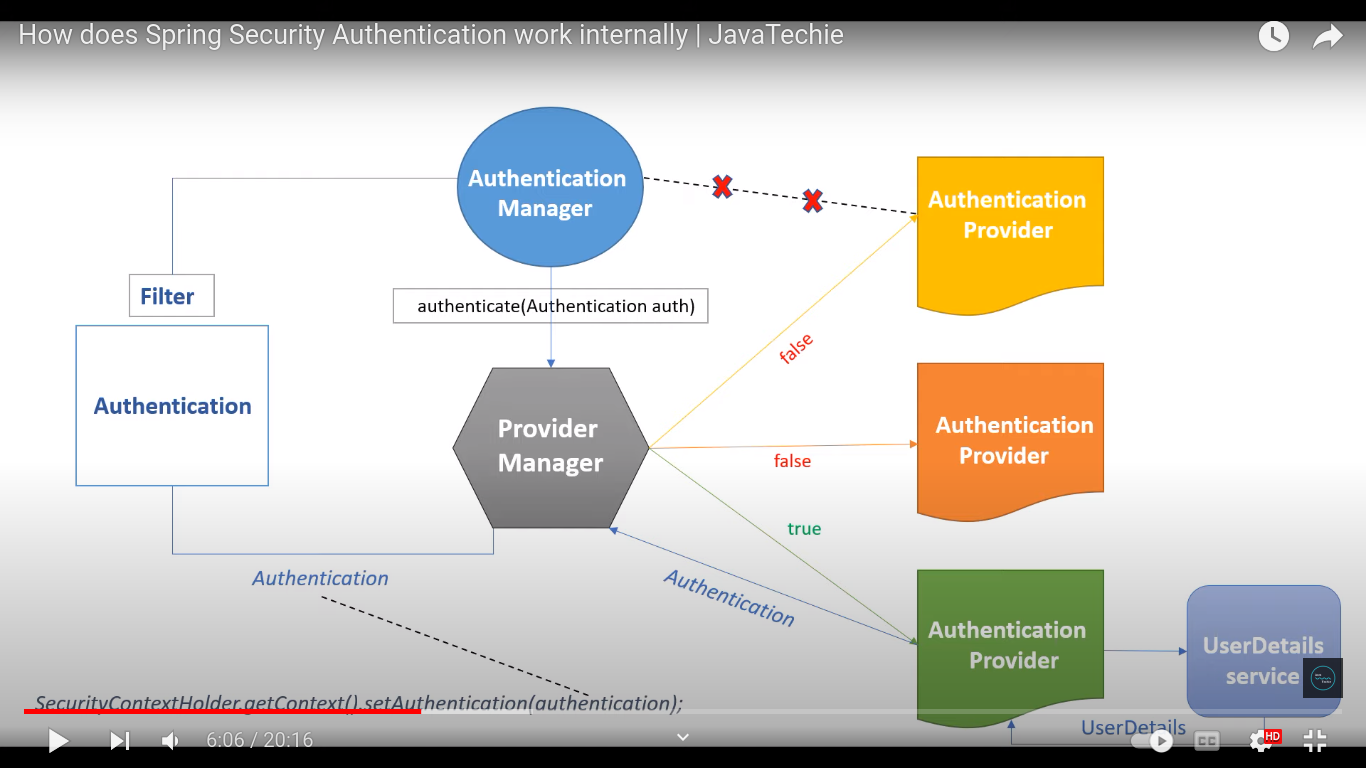 How does Spring Security Authentication work internally | JavaTechie
Authentication
Manager
Authentication
Provider
Filter
authenticate(Authentication auth)
false
Authentication
Provider
Manager
false
Authentication
Provider
true
Authentication
Authentication
Authentication
Provider
UserDetails
service
SecurityContextHolder.getContext().setAuthentication(authentication);
UserDetails
6:06 / 20:16
CC
HD